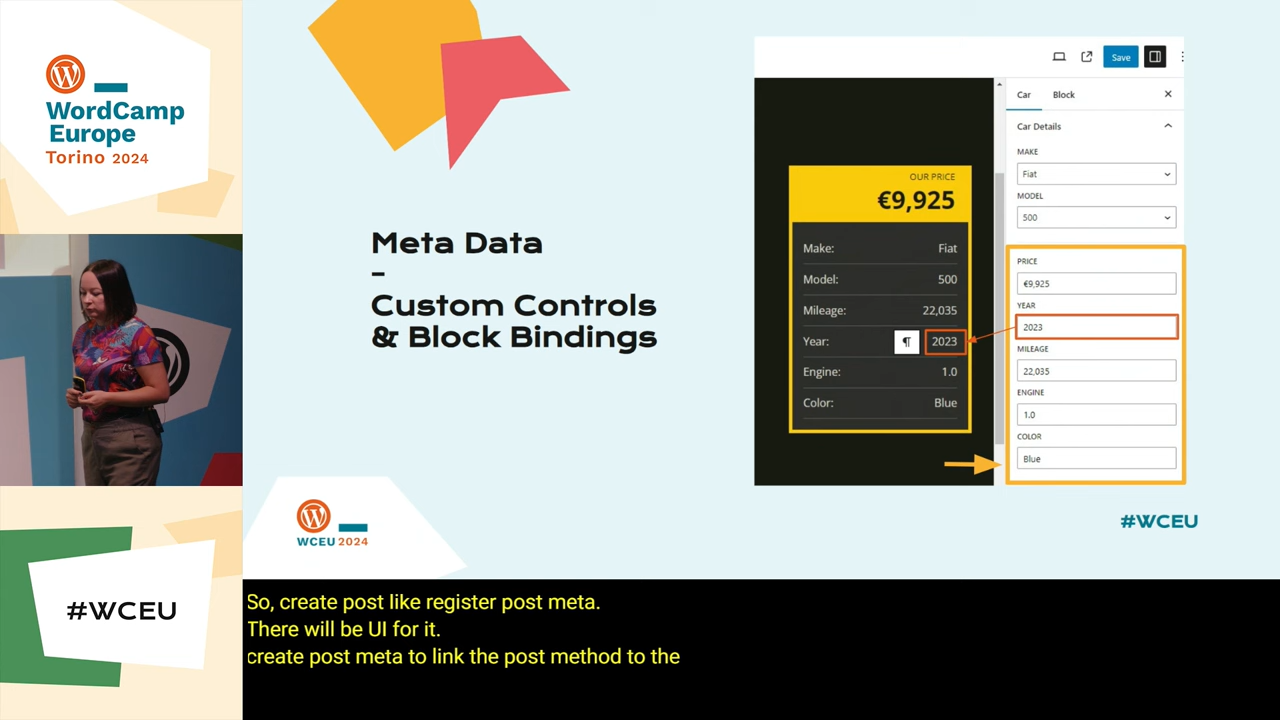 WordCamp
Europe
Torino 2024
#WCEU
Meta Data
–
Custom Controls
& Block Bindings
WCEU 2024
Save
Car Block
Car Details
MAKE
Fiat
MODEL
500
PRICE
€9,925
YEAR
2023
MILEAGE
22,035
ENGINE
1.0
COLOR
Blue
OUR PRICE
€9,925
Make: Fiat
Model: 500
Mileage: 22,035
Year: ¶ 2023
Engine: 1.0
Color: Blue
#WCEU
So, create post like register post meta.
There will be UI for it.
create post meta to link the post method to the